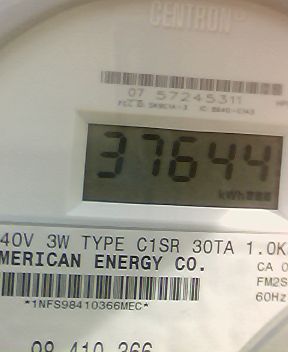 CENTRON®
07 57245311
37644
kWh
40V 3W TYPE C1SR 30TA 1.0K
MERICAN ENERGY CO.
CA 0
FM2S
*1NFS98410366MEC*
60Hz
98 410 366